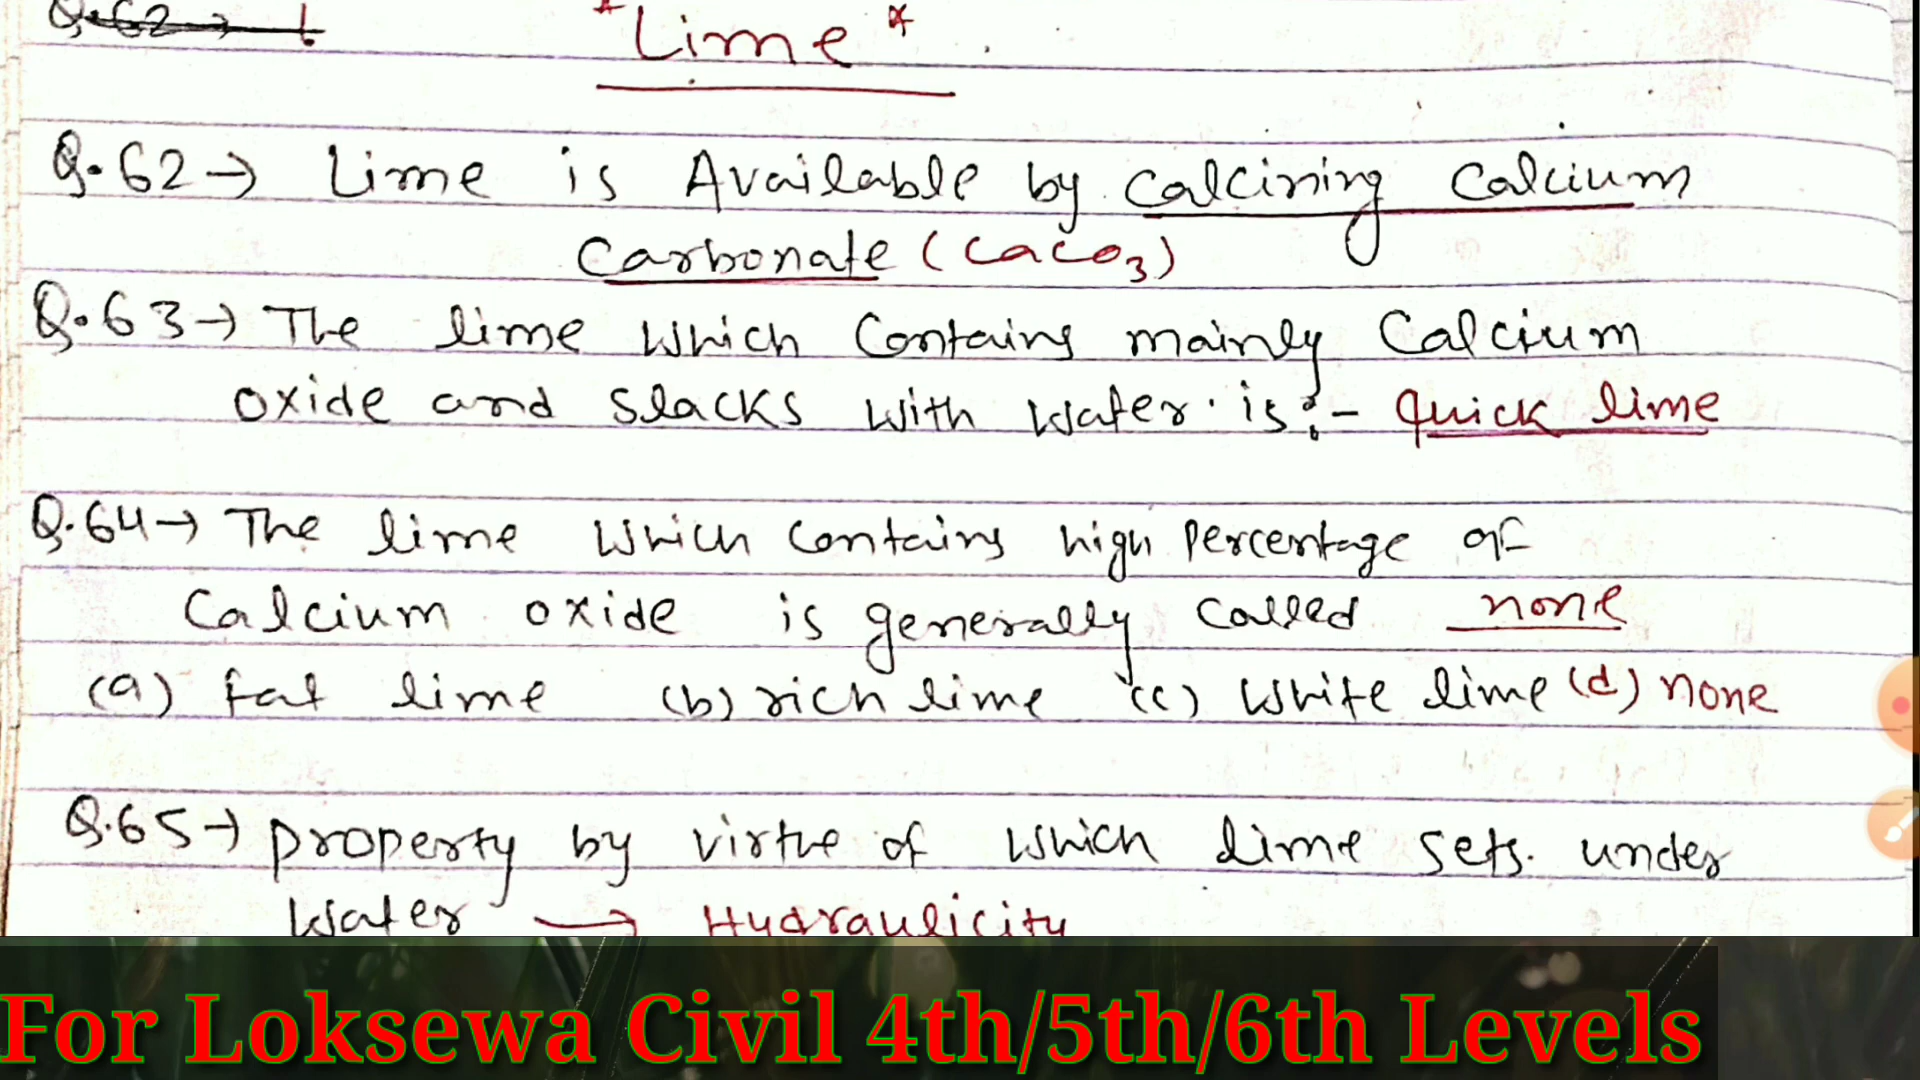 Q.62→ 1
* Lime *
Q.62→ Lime is Available by calcining calcium
Carbonate (CaCO3)
Q.63→ The lime which contains mainly Calcium
oxide and slacks with water. is:- quick lime
Q.64→ The lime which contains high percentage of
Calcium oxide is generally called none
(a) fat lime (b) rich lime (c) white lime (d) none
Q.65→ property by virtue of which lime sets. under
water → Hydraulicity
For Loksewa Civil 4th/5th/6th Levels